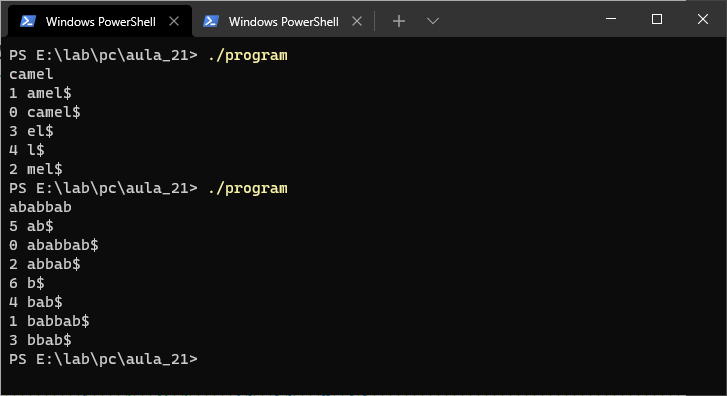 Windows PowerShell
Windows PowerShell
PS E:\lab\pc\aula_21> ./program
camel
1 amel$
0 camel$
3 el$
4 l$
2 mel$
PS E:\lab\pc\aula_21> ./program
ababbab
5 ab$
0 ababbab$
2 abbab$
6 b$
4 bab$
1 babbab$
3 bbab$
PS E:\lab\pc\aula_21>